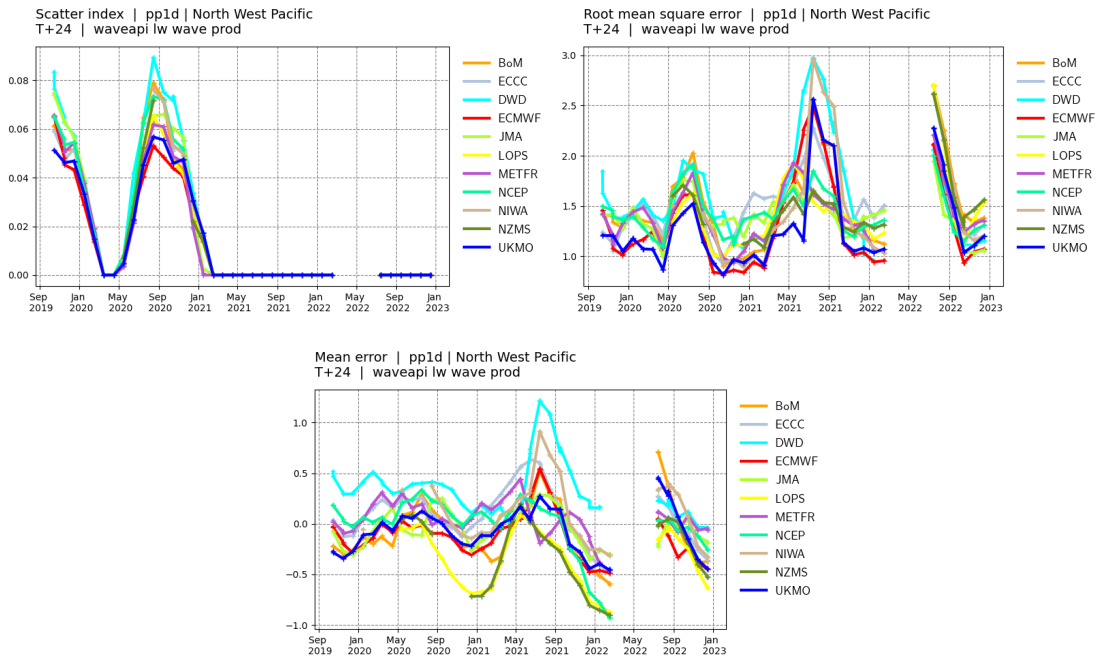 Scatter index | pp1d | North West Pacific
T+24 | waveapi lw wave prod
0.08
0.06
0.04
0.02
0.00
Sep 2019
Jan 2020
May 2020
Sep 2020
Jan 2021
May 2021
Sep 2021
Jan 2022
May 2022
Sep 2022
Jan 2023
BoM
ECCC
DWD
ECMWF
JMA
LOPS
METFR
NCEP
NIWA
NZMS
UKMO
Root mean square error | pp1d | North West Pacific
T+24 | waveapi lw wave prod
3.0
2.5
2.0
1.5
1.0
Sep 2019
Jan 2020
May 2020
Sep 2020
Jan 2021
May 2021
Sep 2021
Jan 2022
May 2022
Sep 2022
Jan 2023
BoM
ECCC
DWD
ECMWF
JMA
LOPS
METFR
NCEP
NIWA
NZMS
UKMO
Mean error | pp1d | North West Pacific
T+24 | waveapi lw wave prod
1.0
0.5
0.0
−0.5
−1.0
Sep 2019
Jan 2020
May 2020
Sep 2020
Jan 2021
May 2021
Sep 2021
Jan 2022
May 2022
Sep 2022
Jan 2023
BoM
ECCC
DWD
ECMWF
JMA
LOPS
METFR
NCEP
NIWA
NZMS
UKMO